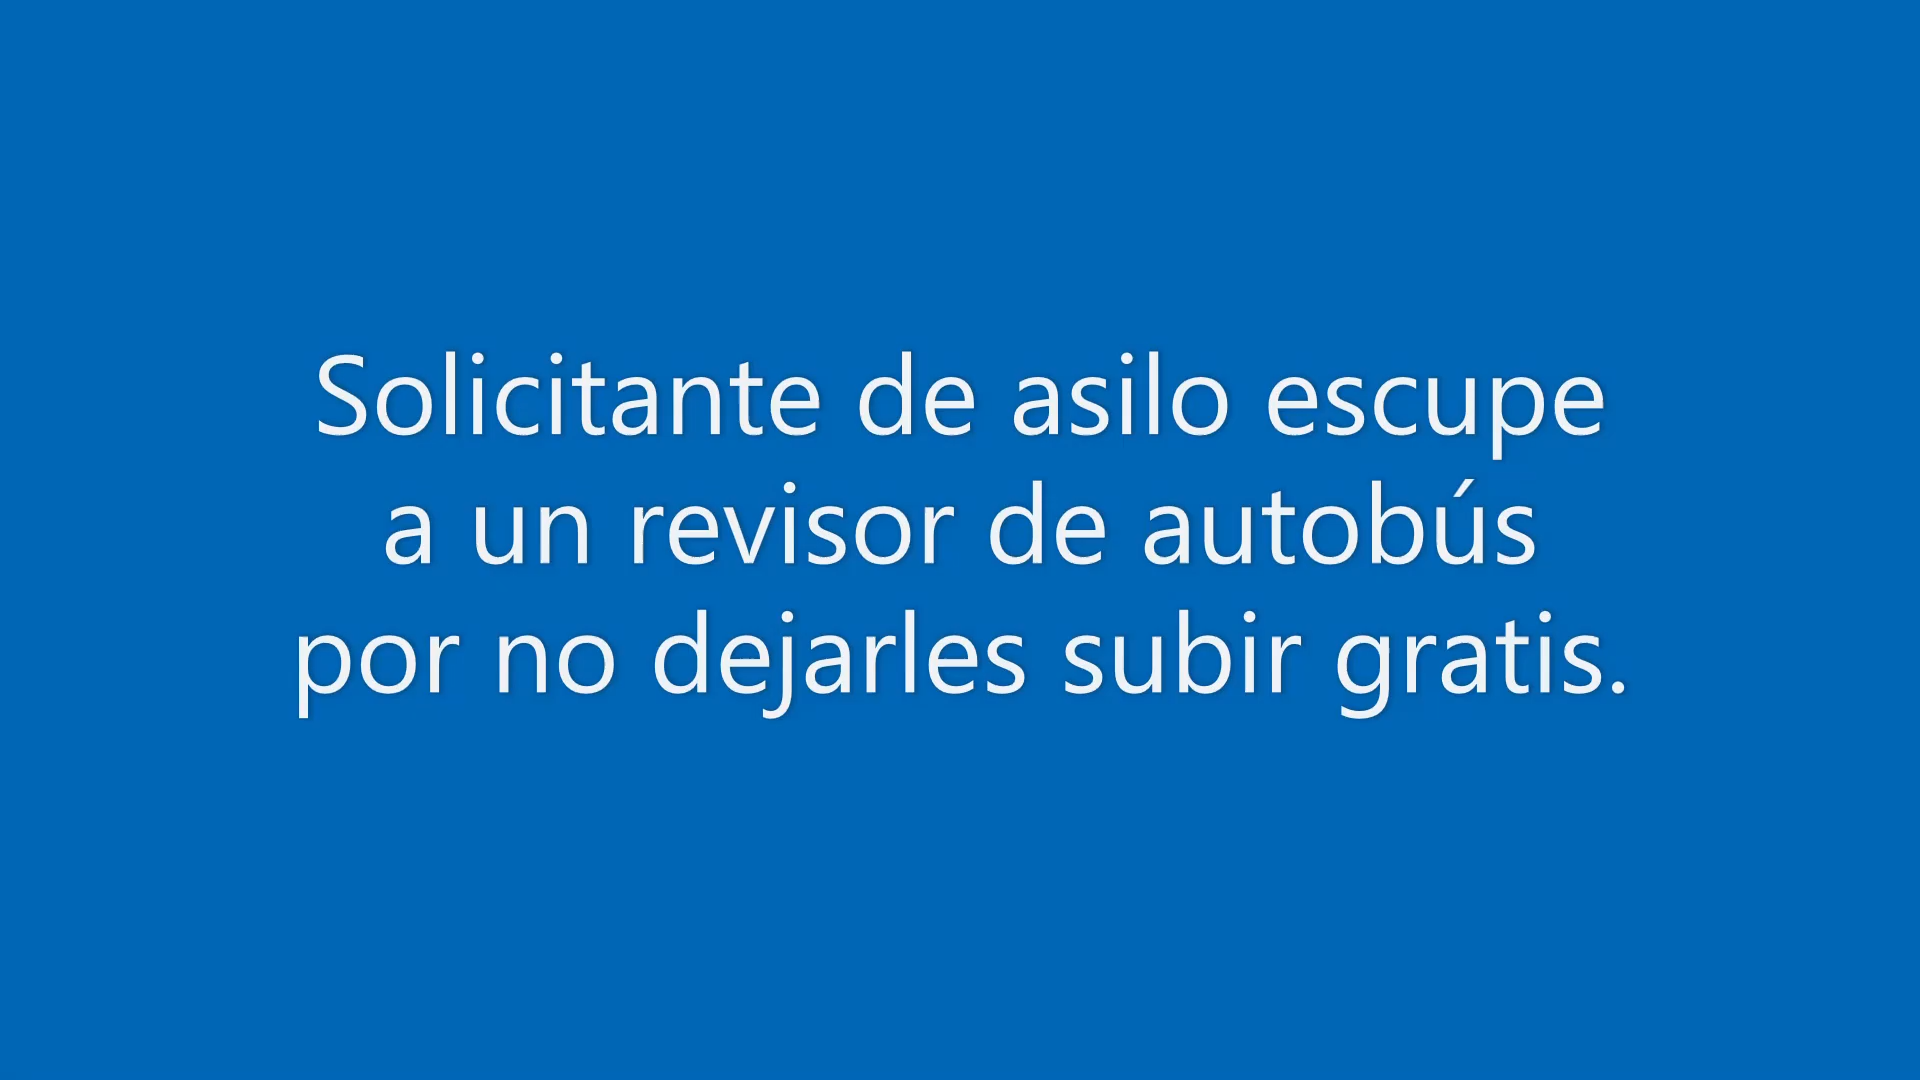 Solicitante de asilo escupe
a un revisor de autobús
por no dejarles subir gratis.